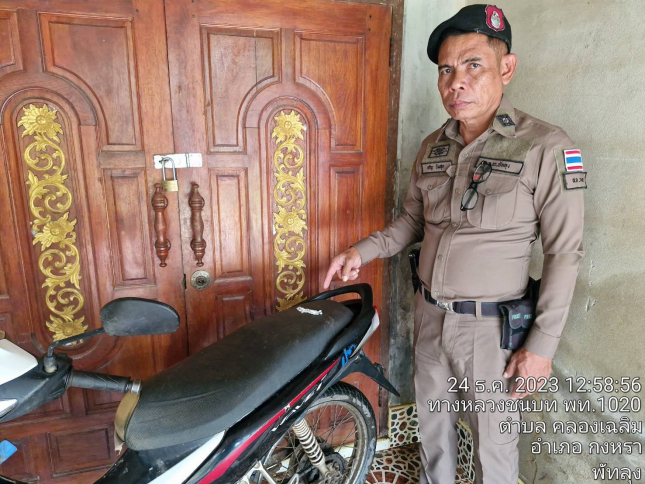 24 ธ.ค. 2023 12:58:56
ทางหลวงชนบท พท.1020
ตำบล คลองเฉลิม
อำเภอ กงหรา
พัทลุง